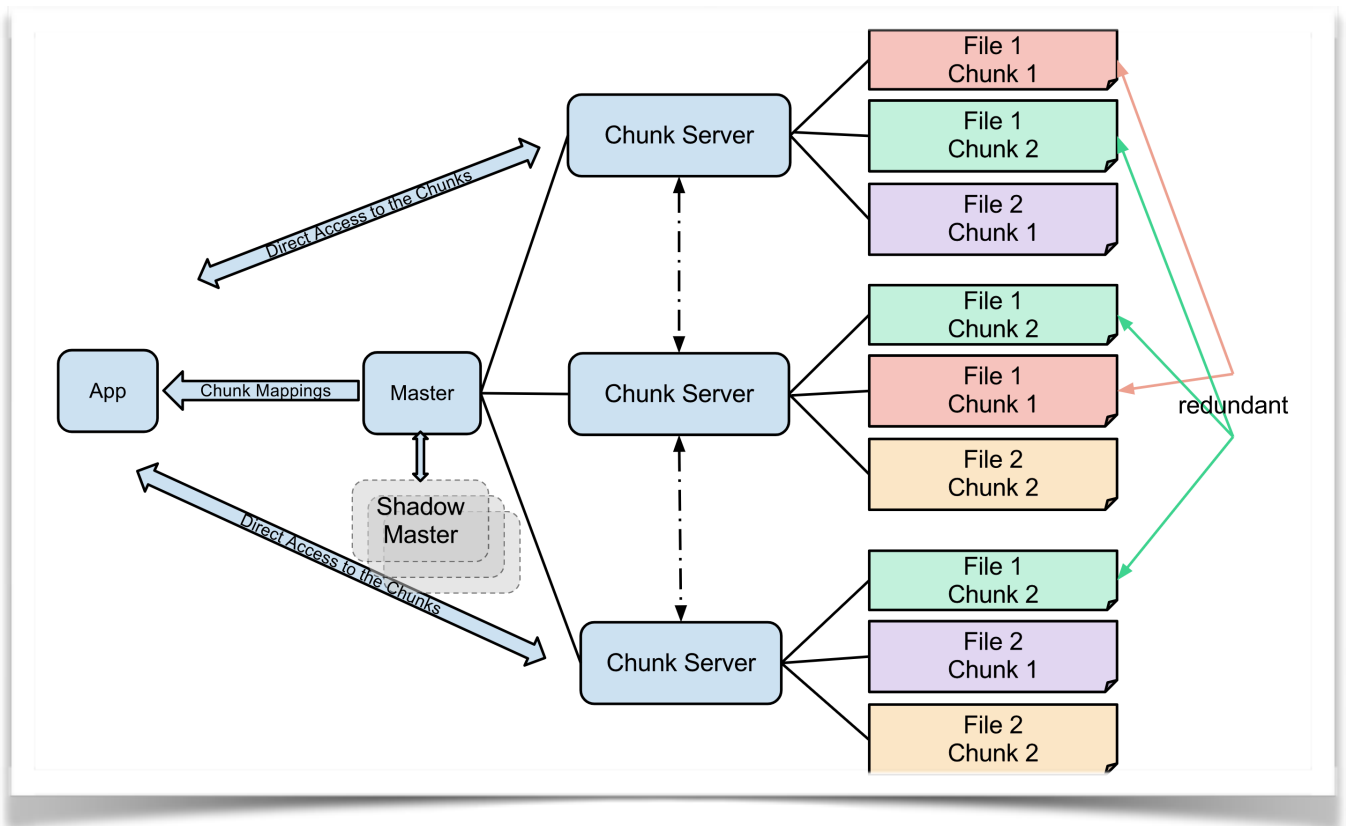 File 1
Chunk 1
File 1
Chunk 2
File 2
Chunk 1
Chunk Server
Direct Access to the Chunks
File 1
Chunk 2
File 1
Chunk 1
File 2
Chunk 2
redundant
App
Chunk Mappings
Master
Chunk Server
Shadow
Master
Direct Access to the Chunks
File 1
Chunk 2
File 2
Chunk 1
File 2
Chunk 2
Chunk Server